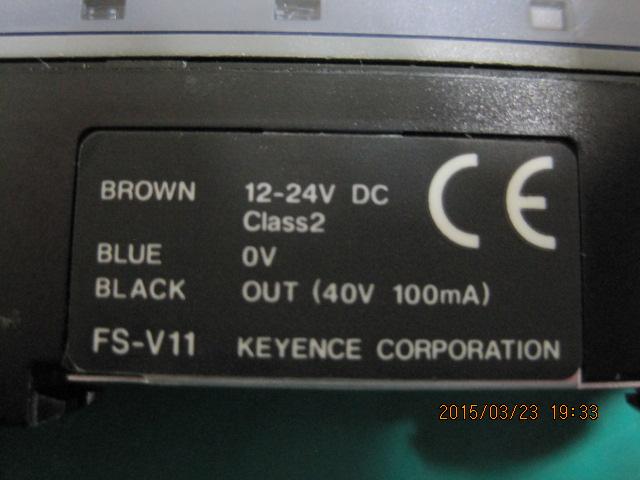 BROWN 12-24V DC
Class2
BLUE 0V
BLACK OUT (40V 100mA)
FS-V11 KEYENCE CORPORATION
CE
2015/03/23 19:33